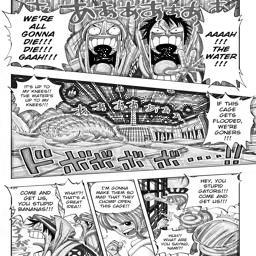 AAAAH
!!!
THE
WATER
!!!
WE'RE
ALL
GONNA
DIE!!!
DIE!!!
GAAH!!!
IF THIS
CAGE
GETS
FLOODED,
WE'RE
GONERS
!!!
IT'S UP TO
MY KNEES
!! THE
WATER'S
UP TO MY
KNEES!!!
HEY, YOU
STUPID
GATORS!!!
COME AND
GET US!!!
WHAT
ARE YOU
SAYING,
NAMI?!
I'M GONNA
MAKE THEM
SO MAD THAT
THEY CHOMP
OPEN THIS
CAGE!!
WHAT?!
THAT'S A
GREAT
IDEA!!
COME AND
GET US, YOU
STUPID
BANANAS!!!